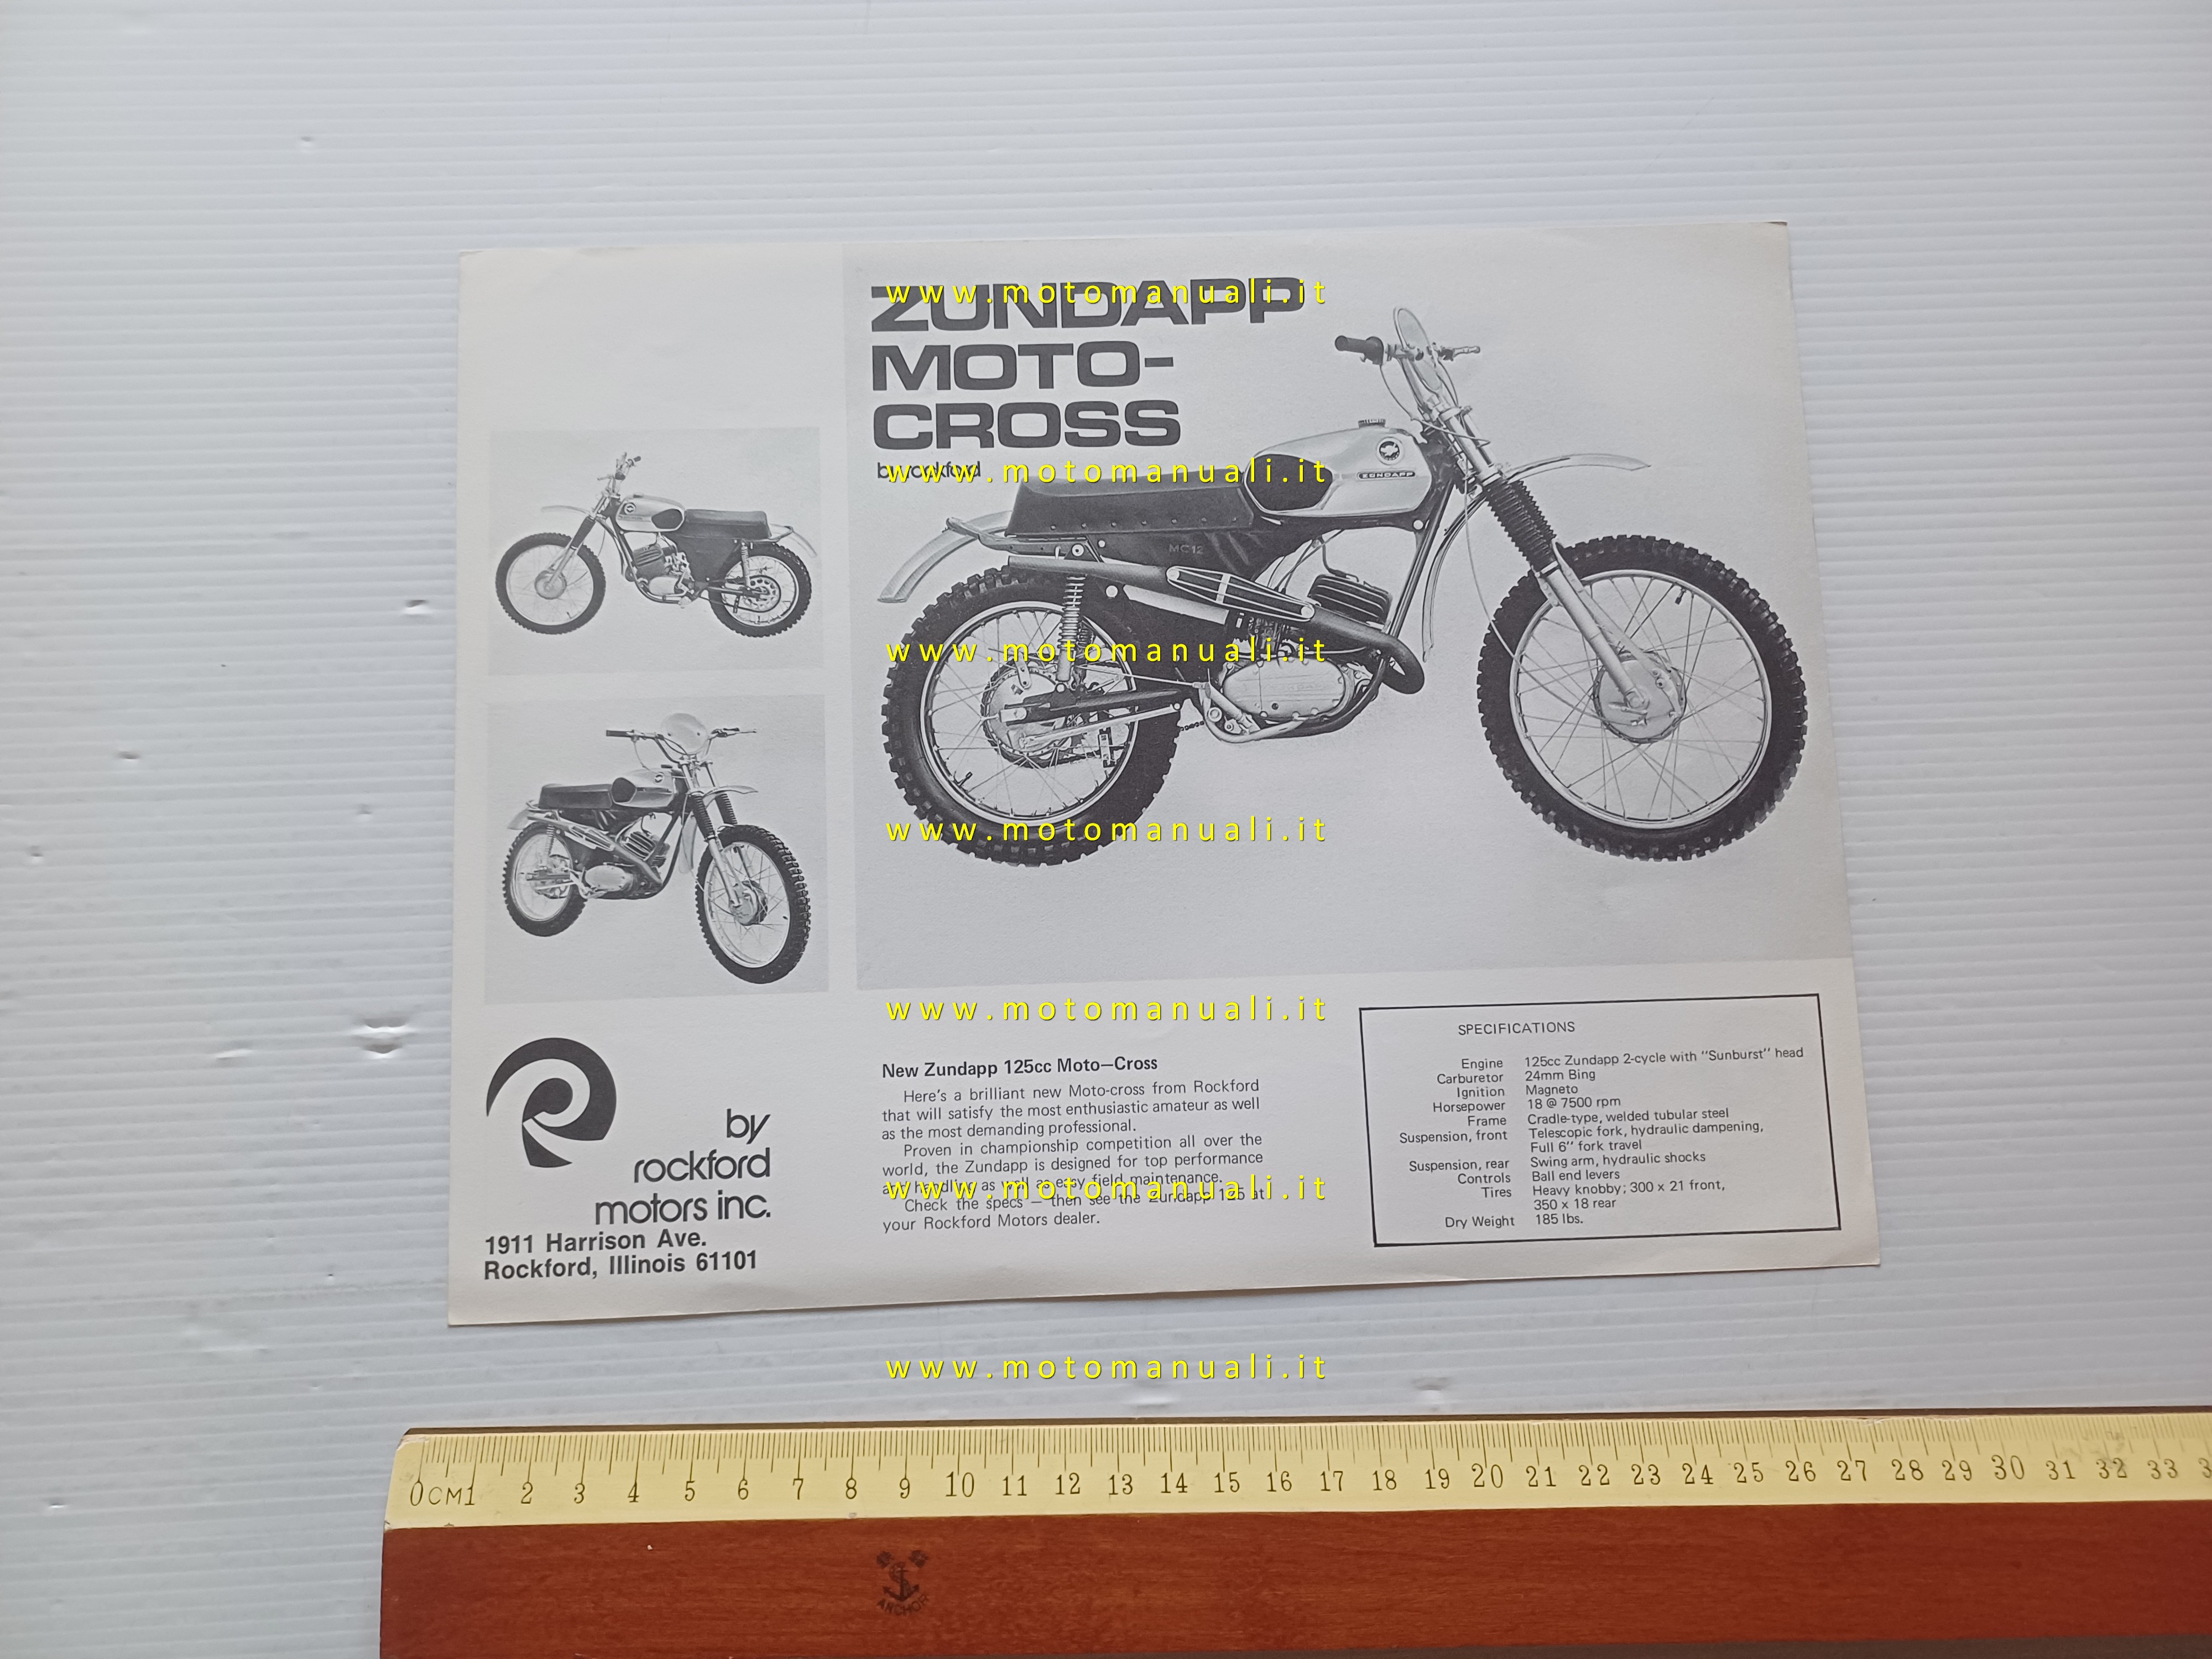 ZUNDAPP
MOTO-
CROSS
by rockford
www.motomanuali.it
www.motomanuali.it
ZUNDAPP
MC12
www.motomanuali.it
www.motomanuali.it
www.motomanuali.it
by
rockford
motors inc.
1911 Harrison Ave.
Rockford, Illinois 61101
New Zundapp 125cc Moto—Cross
Here's a brilliant new Moto-cross from Rockford
that will satisfy the most enthusiastic amateur as well
as the most demanding professional.
Proven in championship competition all over the
world, the Zundapp is designed for top performance
and handling as well as easy field maintenance.
www.motomanuali.it
Check the specs — then see the Zundapp 125 at
your Rockford Motors dealer.
SPECIFICATIONS
Engine 125cc Zundapp 2-cycle with "Sunburst" head
Carburetor 24mm Bing
Ignition Magneto
Horsepower 18 @ 7500 rpm
Frame Cradle-type, welded tubular steel
Suspension, front Telescopic fork, hydraulic dampening,
Full 6" fork travel
Suspension, rear Swing arm, hydraulic shocks
Controls Ball end levers
Tires Heavy knobby; 300 x 21 front,
350 x 18 rear
Dry Weight 185 lbs.
www.motomanuali.it
0CM1 2 3 4 5 6 7 8 9 10 11 12 13 14 15 16 17 18 19 20 21 22 23 24 25 26 27 28 29 30 31 32 33 3
ANCHOR